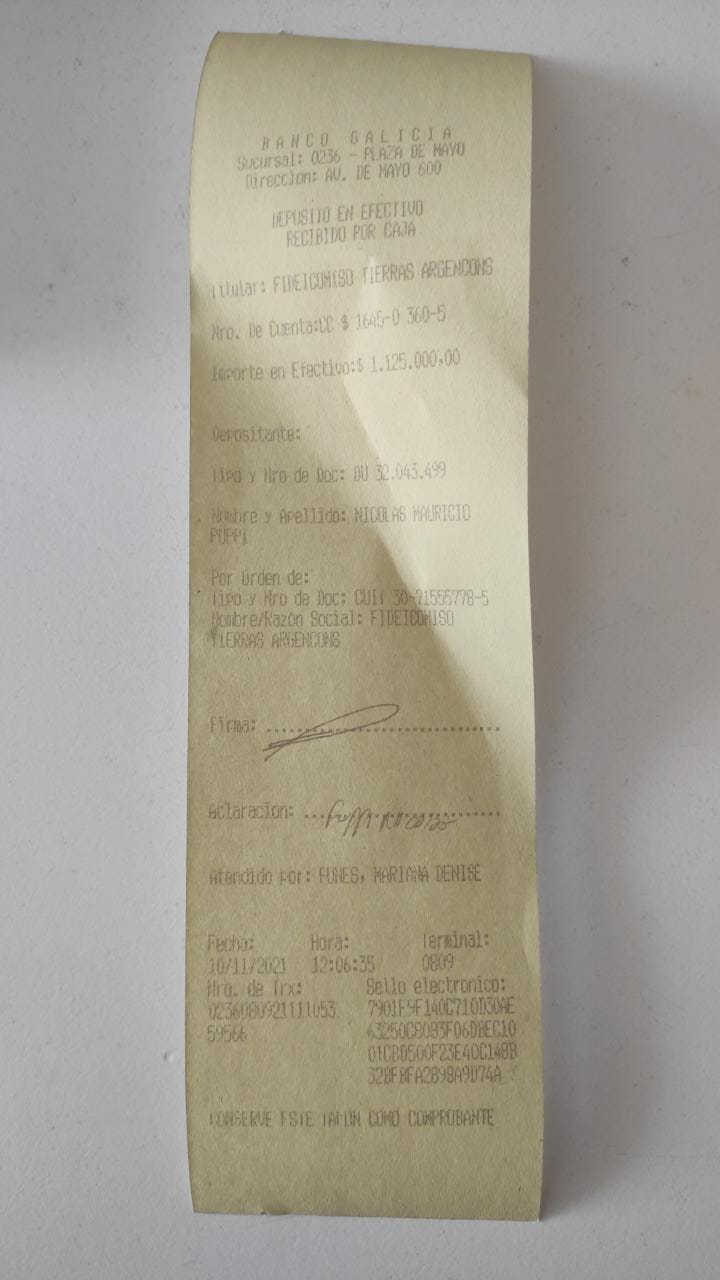 BANCO GALICIA
Sucursal: 0236 - PLAZA DE MAYO
Direccion: AV. DE MAYO 600
DEPOSITO EN EFECTIVO
RECIBIDO POR CAJA
Titular: FIDEICOMISO TIERRAS ARGENCONS
Nro. De Cuenta:CC $ 1645-0 360-5
Importe en Efectivo:$ 1.125.000,00
Depositante:
Tipo y Nro de Doc: DU 32.043.499
Nombre y Apellido: NICOLAS MAURICIO
PUPPI
Por Orden de:
Tipo y Nro de Doc: CUIT 30-71555778-5
Nombre/Razón Social: FIDEICOMISO
TIERRAS ARGENCONS
Firma:
Aclaracion:
Atendido por: FUNES, MARIANA DENISE
Fecha: Hora: Terminal:
10/11/2021 12:06:35 0809
Nro. de Trx: Sello electronico:
0236080921111053 7901F9F140C710D30AE
59566 63250C8083F06DBEC10
01CBD500F23E40C148B
32BFBFA2898A9D74A
CONSERVE ESTE TALON COMO COMPROBANTE